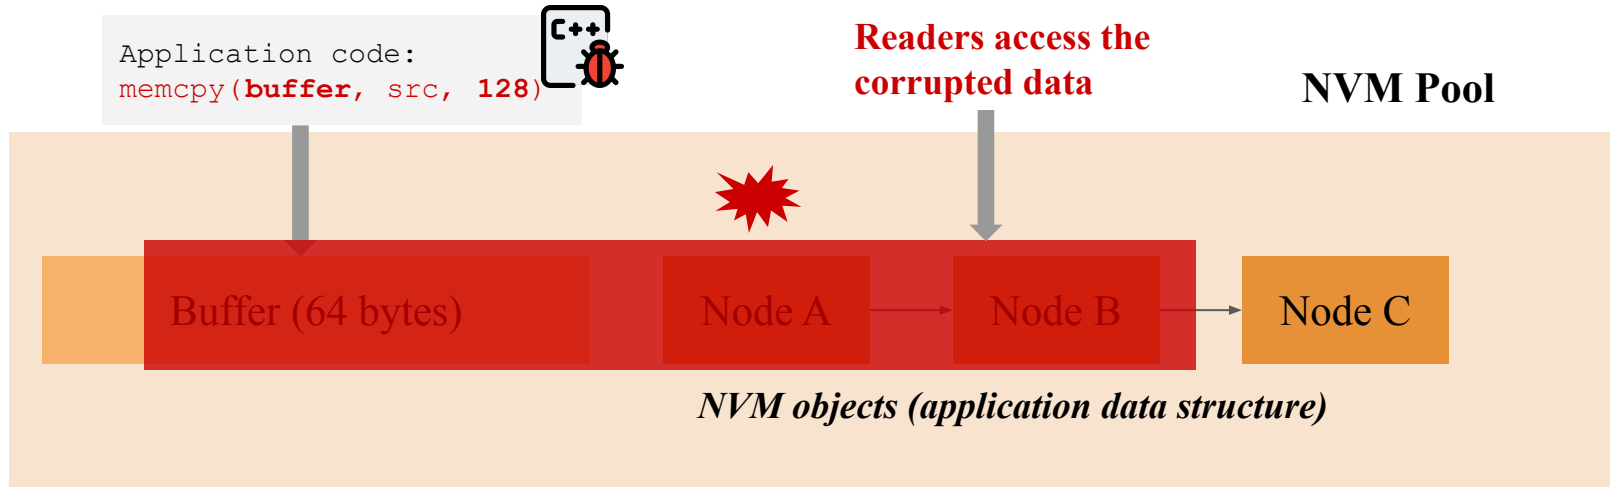 Application code:
memcpy(buffer, src, 128)
C++
Readers access the
corrupted data
NVM Pool
Buffer (64 bytes)
Node A
Node B
Node C
NVM objects (application data structure)